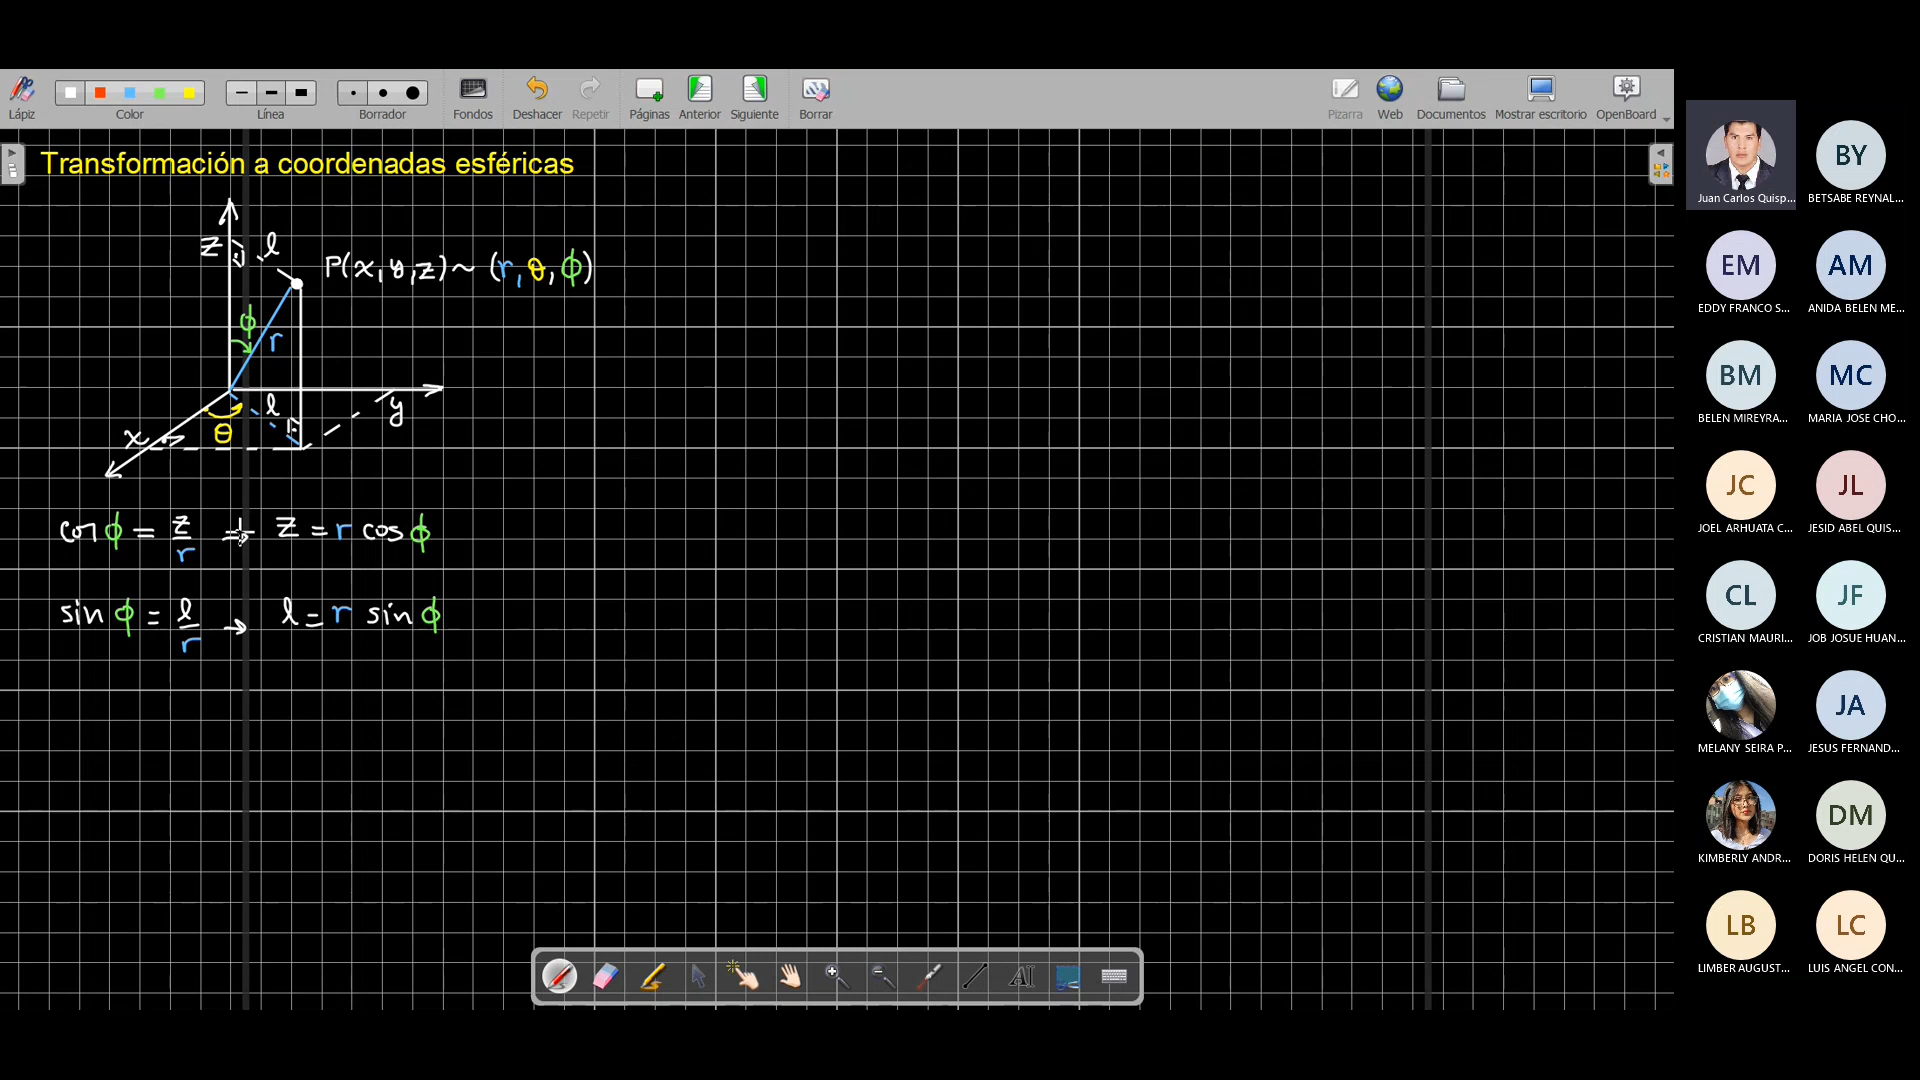 Lápiz Color Línea Borrador Fondos Deshacer Repetir Páginas Anterior Siguiente Borrar Pizarra Web Documentos Mostrar escritorio OpenBoard
Transformación a coordenadas esféricas
z l
P(x,y,z) ~ (r,θ,ϕ)
ϕ
r
l
y
x θ
cos ϕ = z/r → z = r cos ϕ
sin ϕ = l/r → l = r sin ϕ
AI
Juan Carlos Quisp...
BY
BETSABE REYNAL...
EM
EDDY FRANCO S...
AM
ANIDA BELEN ME...
BM
BELEN MIREYRA...
MC
MARIA JOSE CHO...
JC
JOEL ARHUATA C...
JL
JESID ABEL QUIS...
CL
CRISTIAN MAURI...
JF
JOB JOSUE HUAN...
MELANY SEIRA P...
JA
JESUS FERNAND...
KIMBERLY ANDR...
DM
DORIS HELEN QU...
LB
LIMBER AUGUST...
LC
LUIS ANGEL CON...